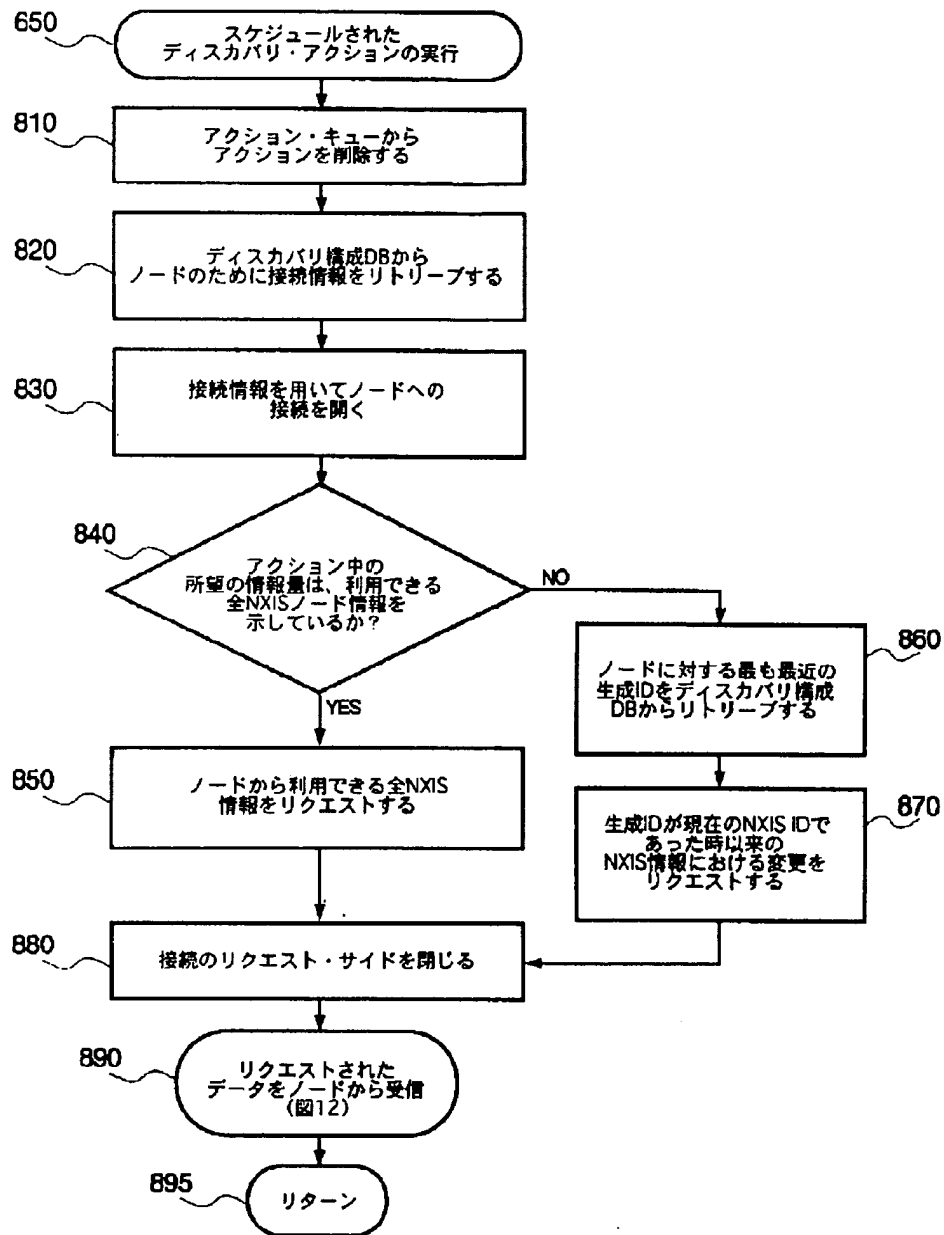 650
スケジュールされた
ディスカバリ・アクションの実行
810
アクション・キューから
アクションを削除する
820
ディスカバリ構成DBから
ノードのために接続情報をリトリーブする
830
接続情報を用いてノードへの
接続を開く
840
アクション中の
所望の情報量は、利用できる
全NXISノード情報を
示しているか？
NO
YES
860
ノードに対する最も最近の
生成IDをディスカバリ構成
DBからリトリーブする
850
ノードから利用できる全NXIS
情報をリクエストする
870
生成IDが現在のNXIS IDで
あった時以来の
NXIS情報における変更を
リクエストする
880
接続のリクエスト・サイドを閉じる
890
リクエストされた
データをノードから受信
(図12)
895
リターン